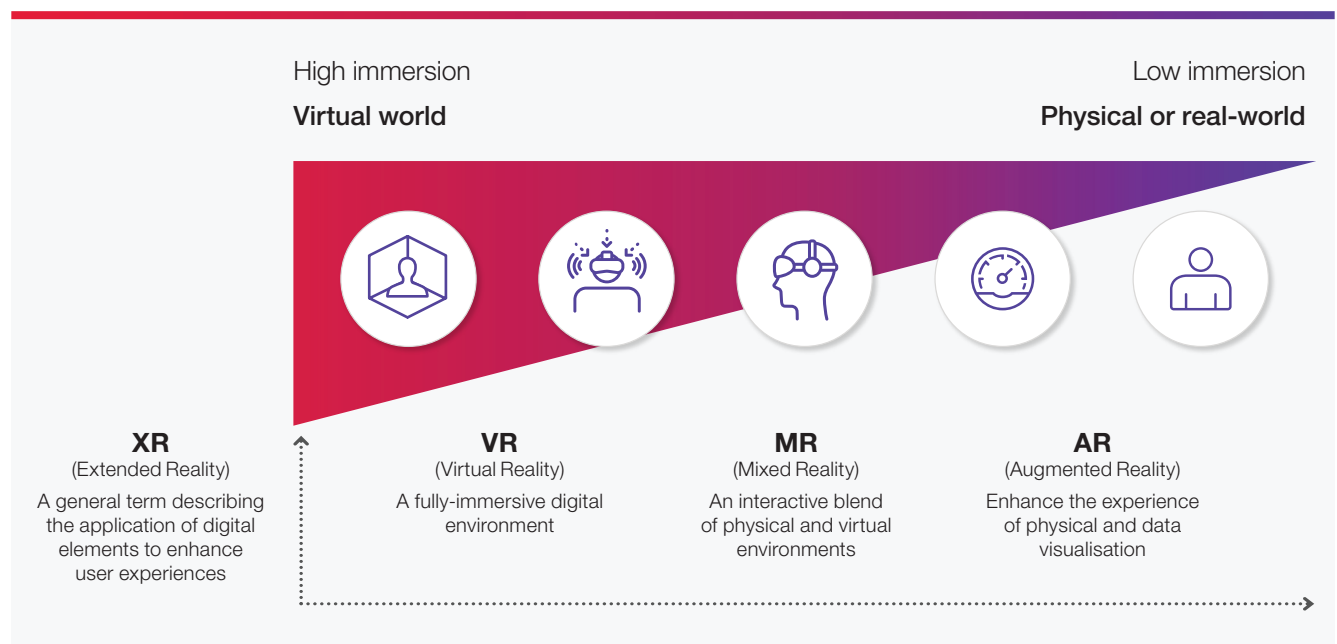 High immersion
Virtual world
Low immersion
Physical or real-world
XR
(Extended Reality)
A general term describing
the application of digital
elements to enhance
user experiences
VR
(Virtual Reality)
A fully-immersive digital
environment
MR
(Mixed Reality)
An interactive blend
of physical and virtual
environments
AR
(Augmented Reality)
Enhance the experience
of physical and data
visualisation